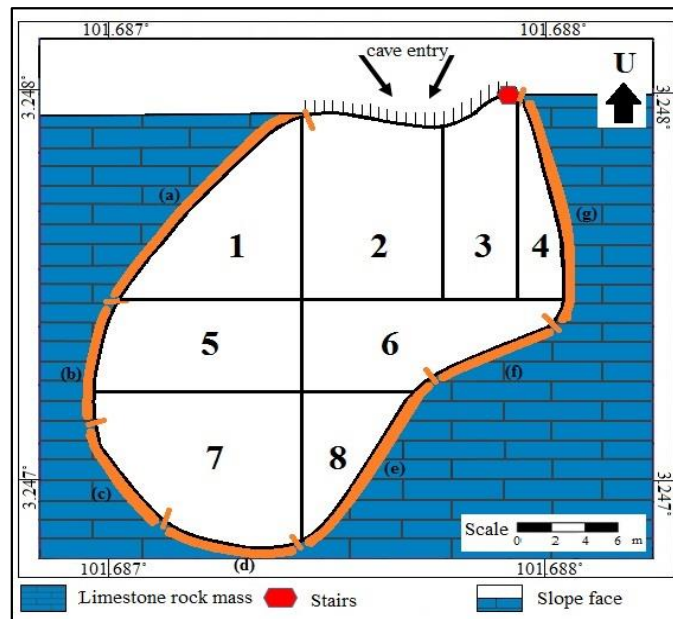 101.687° 101.688°
cave entry
U
3.248° 3.248°
(a)
(g)
1 2 3 4
5 6
(b)
(f)
7 8
(e)
(c)
3.247° 3.247°
Scale 0 2 4 6 m
(d)
101.687° 101.688°
Limestone rock mass Stairs Slope face